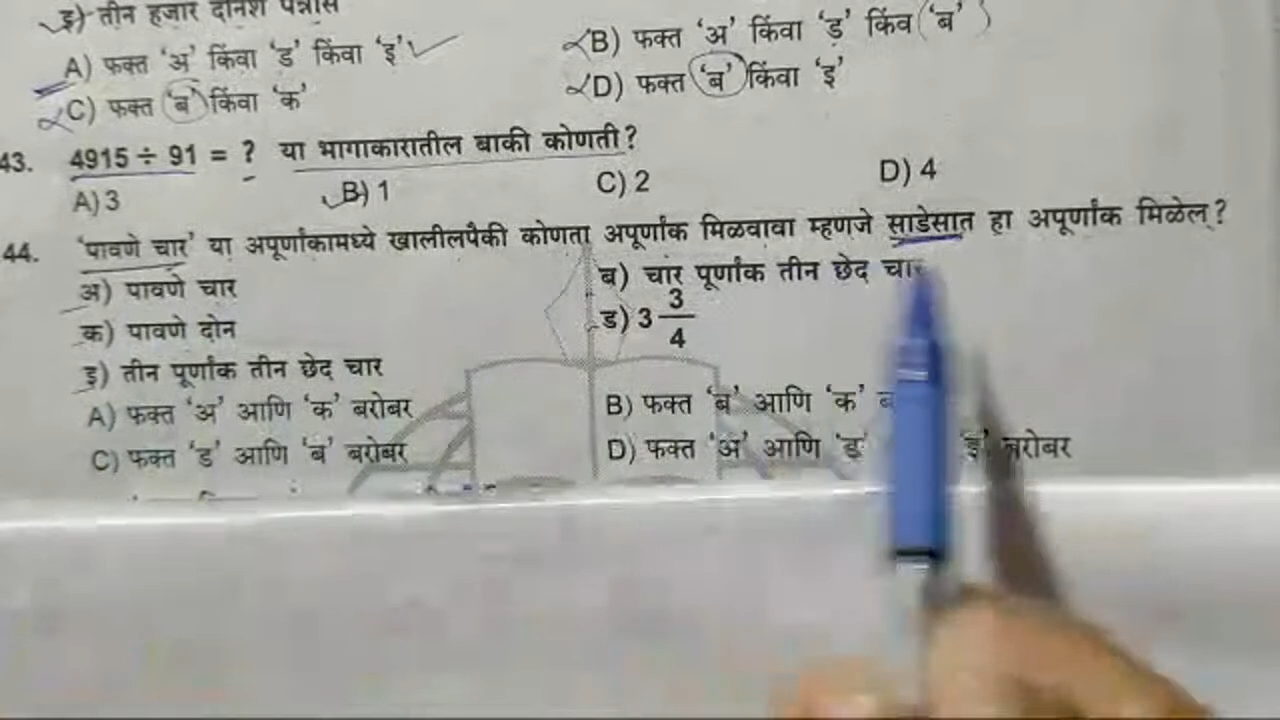 इ) तीन हजार दोनशे पन्नास
A) फक्त 'अ' किंवा 'ड' किंवा 'इ'
B) फक्त 'अ' किंवा 'ड' किंव 'ब'
C) फक्त 'ब' किंवा 'क'
D) फक्त 'ब' किंवा 'इ'
43. 4915 ÷ 91 = ? या भागाकारातील बाकी कोणती?
A) 3 B) 1 C) 2 D) 4
44. 'पावणे चार' या अपूर्णांकामध्ये खालीलपैकी कोणता अपूर्णांक मिळवावा म्हणजे साडेसात हा अपूर्णांक मिळेल?
अ) पावणे चार
ब) चार पूर्णांक तीन छेद चार
क) पावणे दोन
ड) 3 3/4
इ) तीन पूर्णांक तीन छेद चार
A) फक्त 'अ' आणि 'क' बरोबर
B) फक्त 'ब' आणि 'क'
C) फक्त 'ड' आणि 'ब' बरोबर
D) फक्त 'अ' आणि 'ड' 'इ' बरोबर